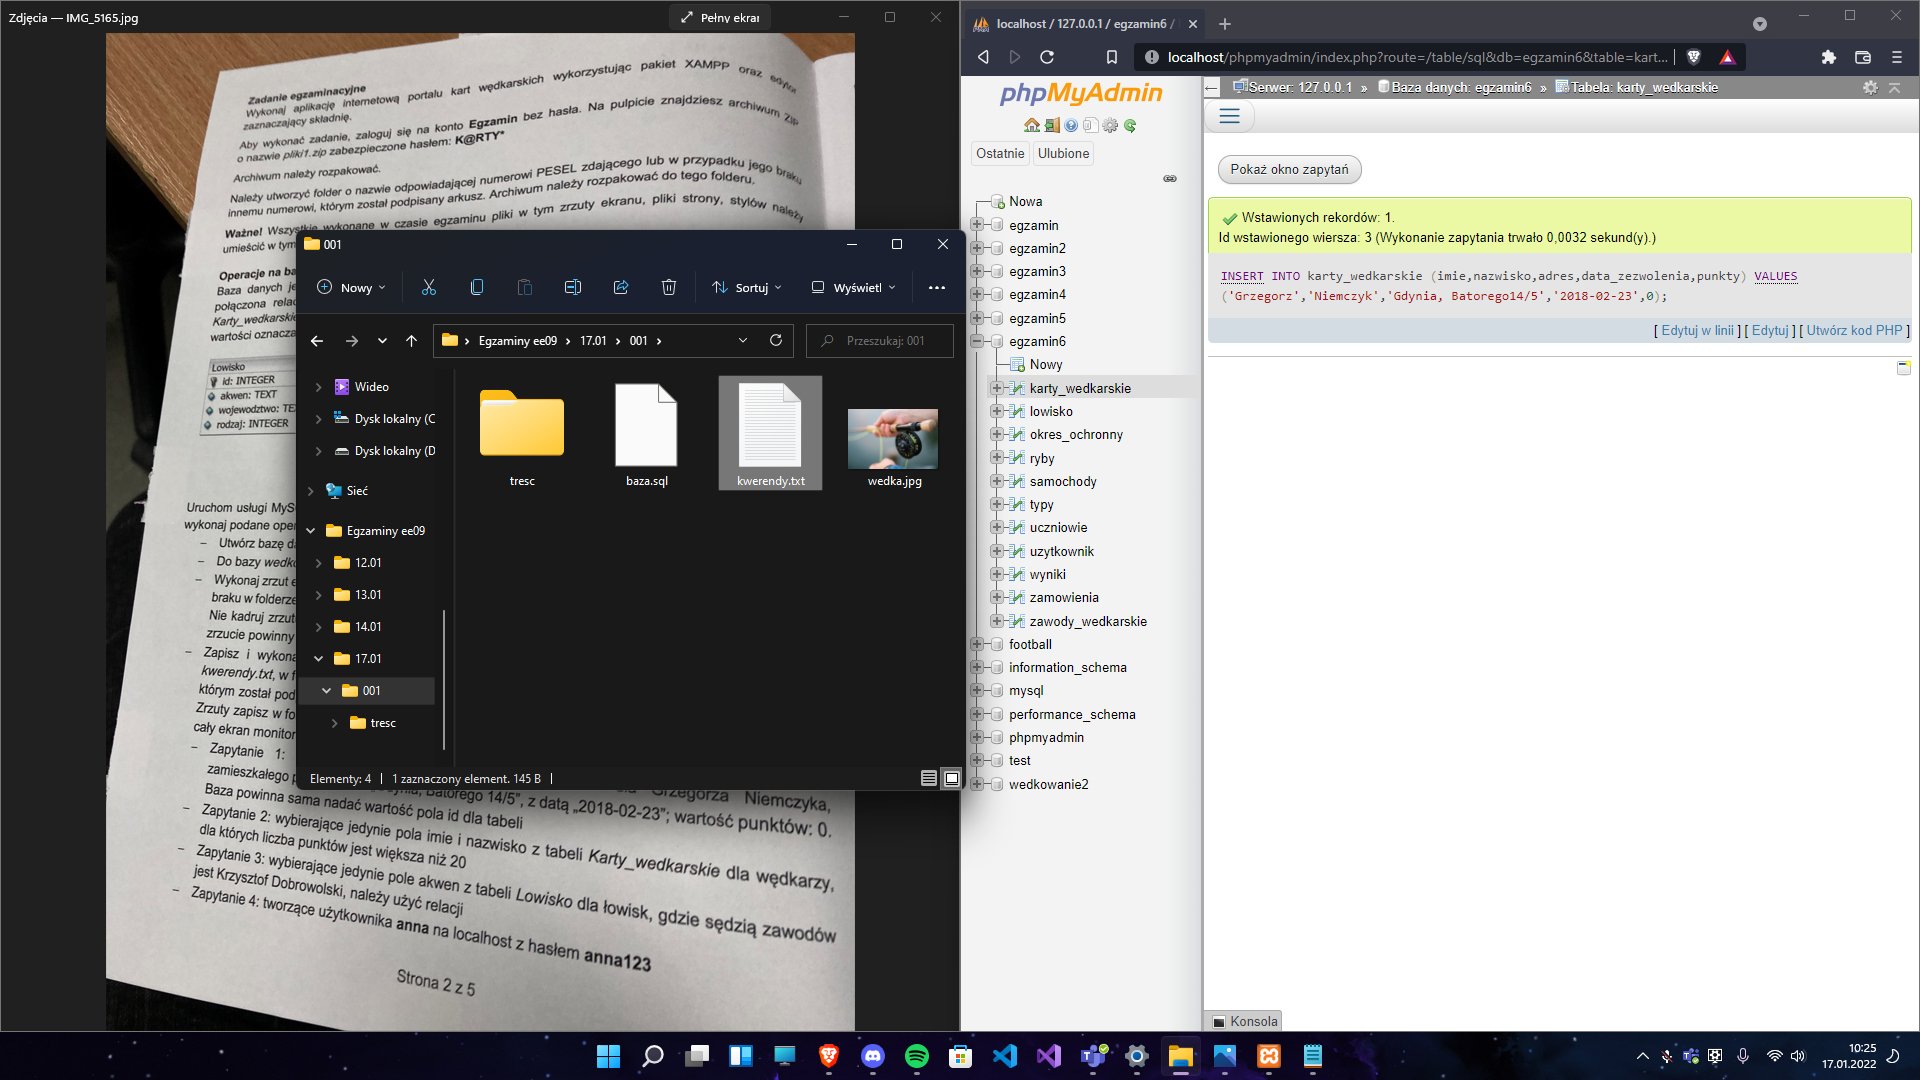 Zdjęcia — IMG_5165.jpg
Pełny ekran
Zadanie egzaminacyjne
Wykonaj aplikację internetową portalu kart wędkarskich wykorzystując pakiet XAMPP oraz edytor
zaznaczający składnię.
Aby wykonać zadanie, zaloguj się na konto Egzamin bez hasła. Na pulpicie znajdziesz archiwum ZIP
o nazwie pliki1.zip zabezpieczone hasłem: K@RTY*
Archiwum należy rozpakować.
Należy utworzyć folder o nazwie odpowiadającej numerowi PESEL zdającego lub w przypadku jego braku
innemu numerowi, którym został podpisany arkusz. Archiwum należy rozpakować do tego folderu.
Ważne! Wszystkie wykonane w czasie egzaminu pliki w tym zrzuty ekranu, pliki strony, stylów należy
umieścić w tym
Operacje na ba
Baza danych je
połączona rela
Karty_wedkarskie
wartości oznacza
Lowisko
id: INTEGER
akwen: TEXT
wojewodztwo: TE
rodzaj: INTEGER
Uruchom usługi MyS
wykonaj podane ope
– Utwórz bazę da
– Do bazy wedko
– Wykonaj zrzut e
braku w folderze
Nie kadruj zrzut
zrzucie powinny
– Zapisz i wykona
kwerendy.txt, w f
którym został pod
Zrzuty zapisz w fo
cały ekran monitor
– Zapytanie 1:
zamieszkałego p
Grzegorza Niemczyka,
Batorego 14/5", z datą „2018-02-23"; wartość punktów: 0.
Baza powinna sama nadać wartość pola id dla tabeli
– Zapytanie 2: wybierające jedynie pola imie i nazwisko z tabeli Karty_wedkarskie dla wędkarzy,
dla których liczba punktów jest większa niż 20
– Zapytanie 3: wybierające jedynie pole akwen z tabeli Lowisko dla łowisk, gdzie sędzią zawodów
jest Krzysztof Dobrowolski, należy użyć relacji
– Zapytanie 4: tworzące użytkownika anna na localhost z hasłem anna123
Strona 2 z 5
001
Nowy
Sortuj
Wyświetl
Egzaminy ee09 › 17.01 › 001 ›
Przeszukaj: 001
Wideo
Dysk lokalny (C
Dysk lokalny (D
Sieć
Egzaminy ee09
12.01
13.01
14.01
17.01
001
tresc
tresc
baza.sql
kwerendy.txt
wedka.jpg
Elementy: 4
1 zaznaczony element. 145 B
localhost / 127.0.0.1 / egzamin6 /
localhost/phpmyadmin/index.php?route=/table/sql&db=egzamin6&table=kart...
phpMyAdmin
Ostatnie
Ulubione
Nowa
egzamin
egzamin2
egzamin3
egzamin4
egzamin5
egzamin6
Nowy
karty_wedkarskie
lowisko
okres_ochronny
ryby
samochody
typy
uczniowie
uzytkownik
wyniki
zamowienia
zawody_wedkarskie
football
information_schema
mysql
performance_schema
phpmyadmin
test
wedkowanie2
Serwer: 127.0.0.1 » Baza danych: egzamin6 » Tabela: karty_wedkarskie
Pokaż okno zapytań
Wstawionych rekordów: 1.
Id wstawionego wiersza: 3 (Wykonanie zapytania trwało 0,0032 sekund(y).)
INSERT INTO karty_wedkarskie (imie,nazwisko,adres,data_zezwolenia,punkty) VALUES
('Grzegorz','Niemczyk','Gdynia, Batorego14/5','2018-02-23',0);
[ Edytuj w linii ] [ Edytuj ] [ Utwórz kod PHP ]
Konsola
10:25
17.01.2022